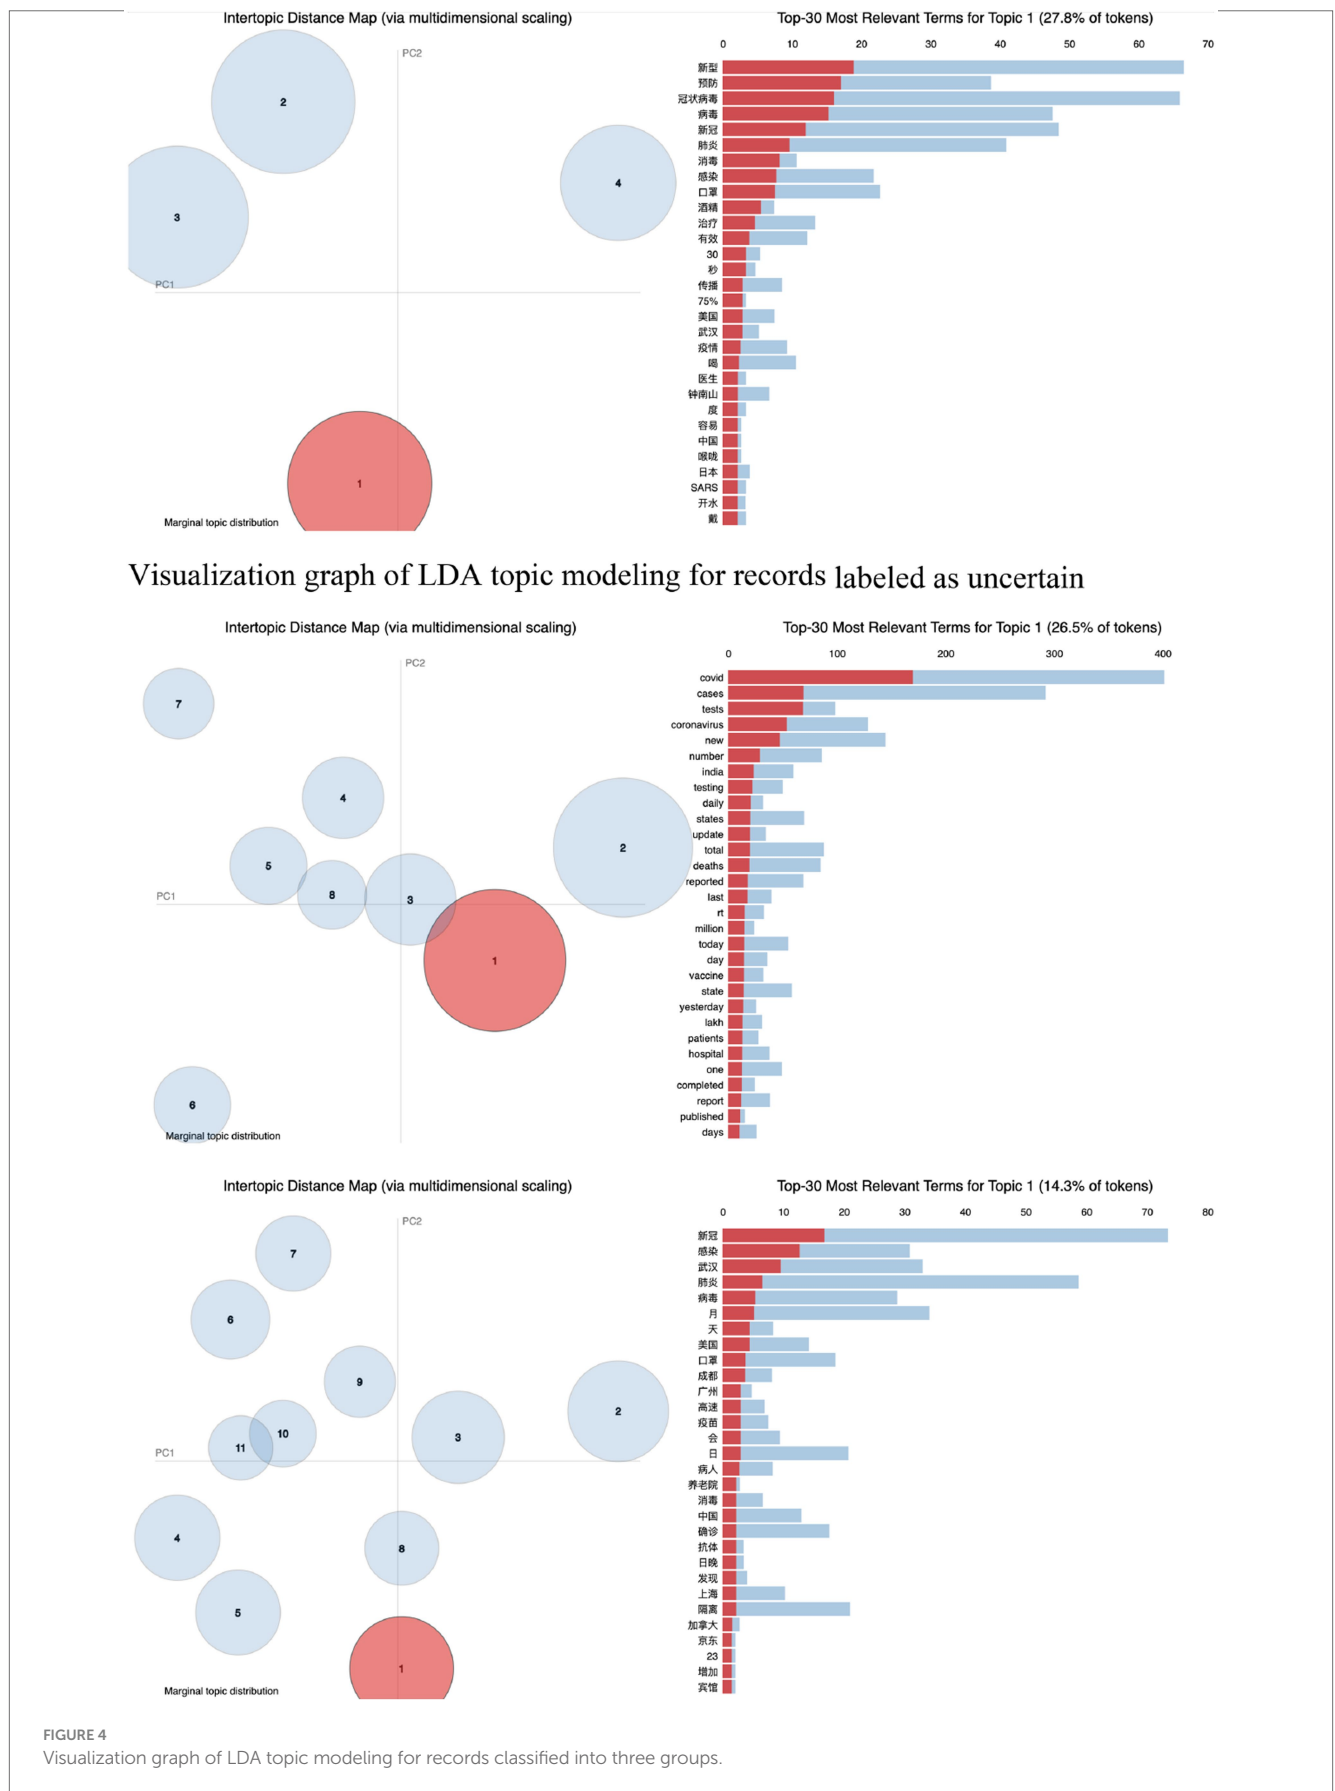 Intertopic Distance Map (via multidimensional scaling)
PC2
2
4
3
PC1
1
Marginal topic distribution
Top-30 Most Relevant Terms for Topic 1 (27.8% of tokens)
0 10 20 30 40 50 60 70
新型
预防
冠状病毒
病毒
新冠
肺炎
消毒
感染
口罩
酒精
治疗
有效
30
秒
传播
75%
美国
武汉
疫情
喝
医生
钟南山
度
容易
中国
喉咙
日本
SARS
开水
戴
Visualization graph of LDA topic modeling for records labeled as uncertain
Intertopic Distance Map (via multidimensional scaling)
PC2
7
4
2
5
8
3
PC1
1
6
Marginal topic distribution
Top-30 Most Relevant Terms for Topic 1 (26.5% of tokens)
0 100 200 300 400
covid
cases
tests
coronavirus
new
number
india
testing
daily
states
update
total
deaths
reported
last
rt
million
today
day
vaccine
state
yesterday
lakh
patients
hospital
one
completed
report
published
days
Intertopic Distance Map (via multidimensional scaling)
PC2
7
6
9
2
10
3
11
PC1
4
8
5
1
Marginal topic distribution
Top-30 Most Relevant Terms for Topic 1 (14.3% of tokens)
0 10 20 30 40 50 60 70 80
新冠
感染
武汉
肺炎
病毒
月
天
美国
口罩
成都
广州
高速
疫苗
会
日
病人
养老院
消毒
中国
确诊
抗体
日晚
发现
上海
隔离
加拿大
京东
23
增加
宾馆
FIGURE 4
Visualization graph of LDA topic modeling for records classified into three groups.